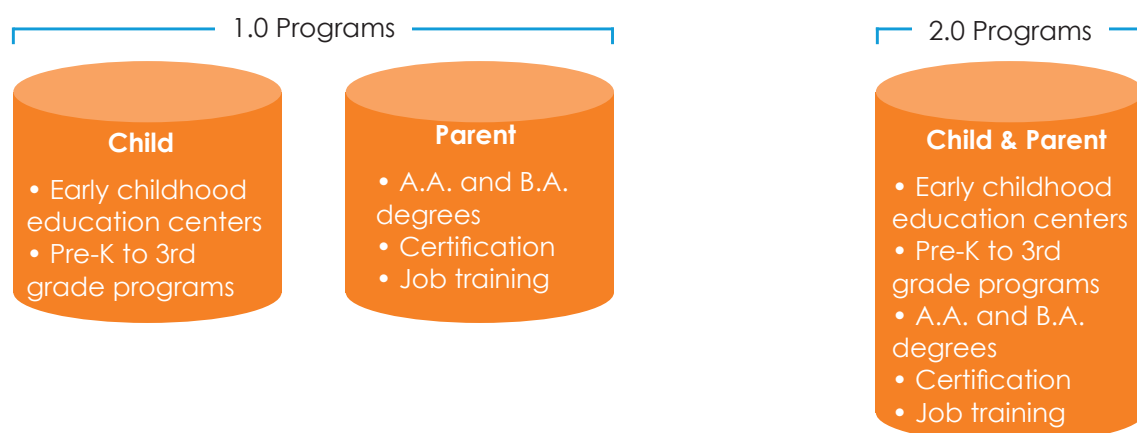 1.0 Programs
Child
• Early childhood
education centers
• Pre-K to 3rd
grade programs
Parent
• A.A. and B.A.
degrees
• Certification
• Job training
2.0 Programs
Child & Parent
• Early childhood
education centers
• Pre-K to 3rd
grade programs
• A.A. and B.A.
degrees
• Certification
• Job training